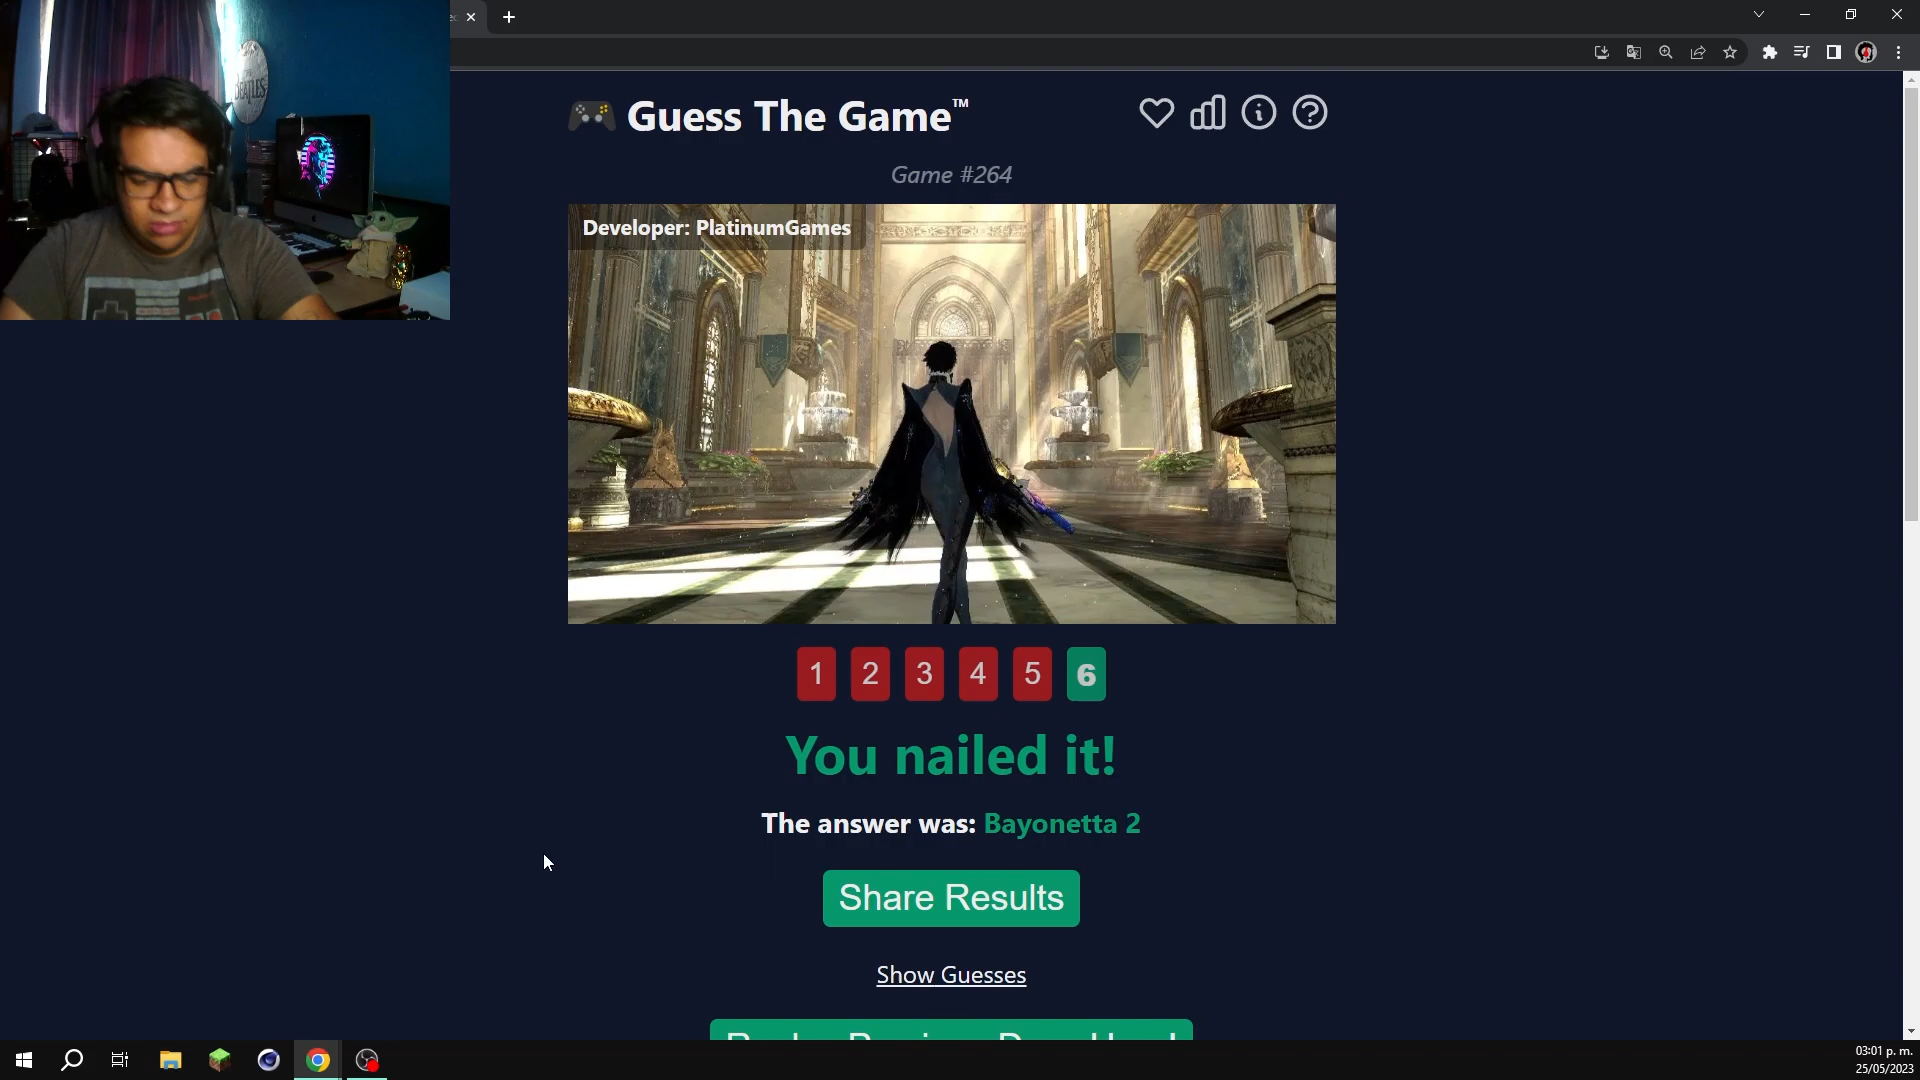 BEATLES
Guess The Game™
Game #264
Developer: PlatinumGames
1 2 3 4 5 6
You nailed it!
The answer was: Bayonetta 2
Share Results
Show Guesses
03:01 p. m.
25/05/2023